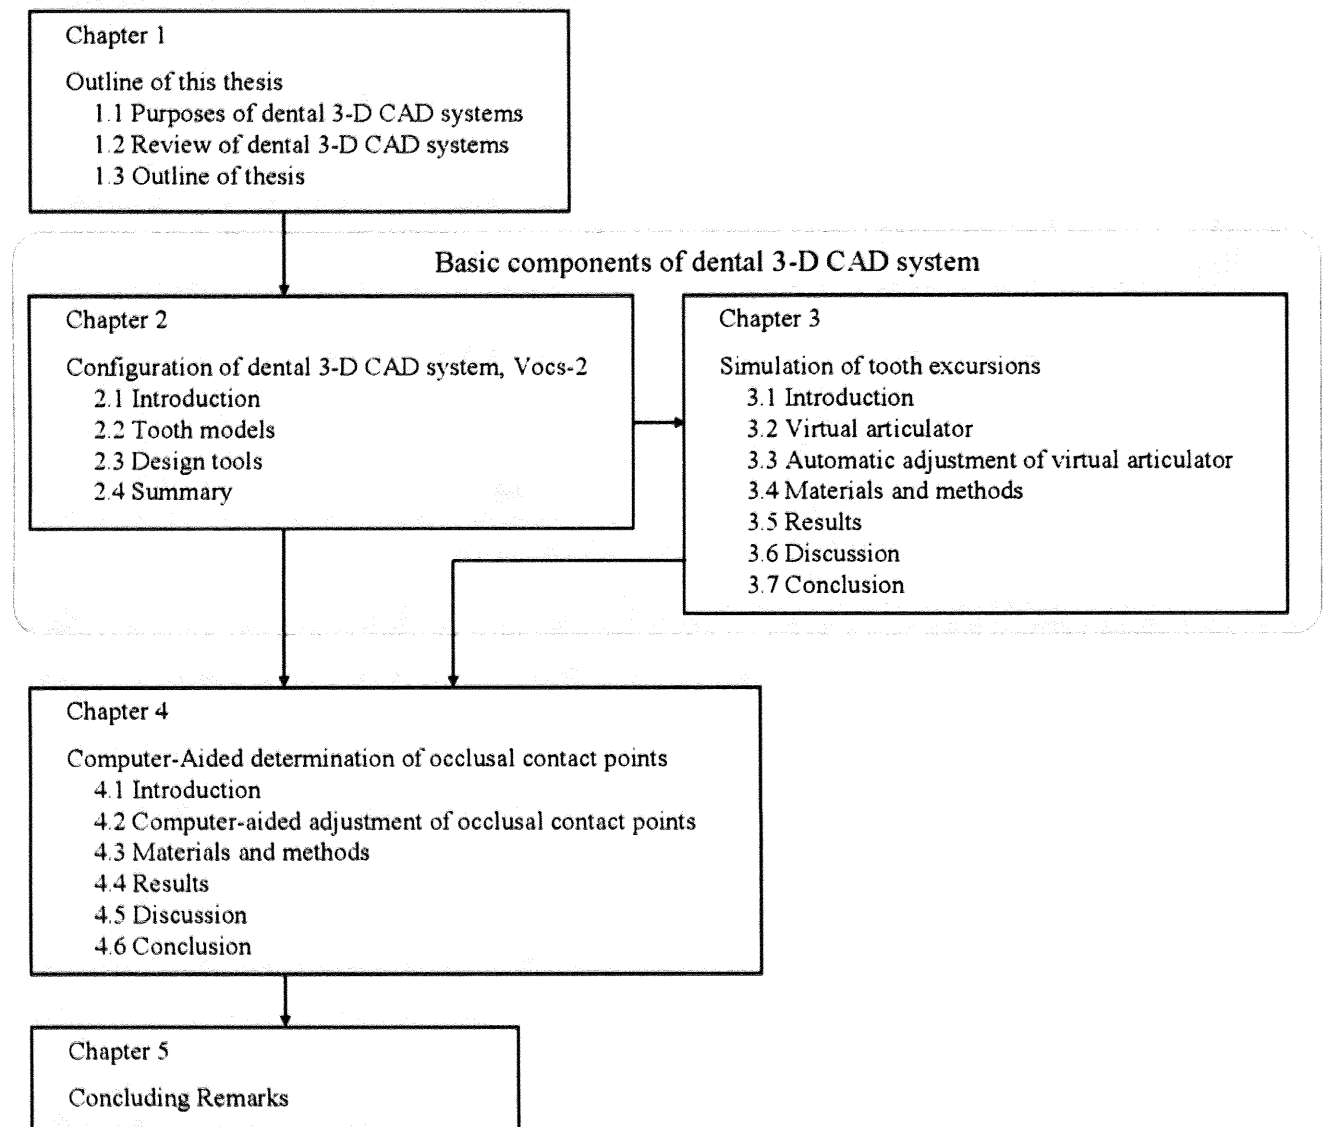 Chapter 1
Outline of this thesis
1.1 Purposes of dental 3-D CAD systems
1.2 Review of dental 3-D CAD systems
1.3 Outline of thesis
Basic components of dental 3-D CAD system
Chapter 2
Configuration of dental 3-D CAD system, Vocs-2
2.1 Introduction
2.2 Tooth models
2.3 Design tools
2.4 Summary
Chapter 3
Simulation of tooth excursions
3.1 Introduction
3.2 Virtual articulator
3.3 Automatic adjustment of virtual articulator
3.4 Materials and methods
3.5 Results
3.6 Discussion
3.7 Conclusion
Chapter 4
Computer-Aided determination of occlusal contact points
4.1 Introduction
4.2 Computer-aided adjustment of occlusal contact points
4.3 Materials and methods
4.4 Results
4.5 Discussion
4.6 Conclusion
Chapter 5
Concluding Remarks